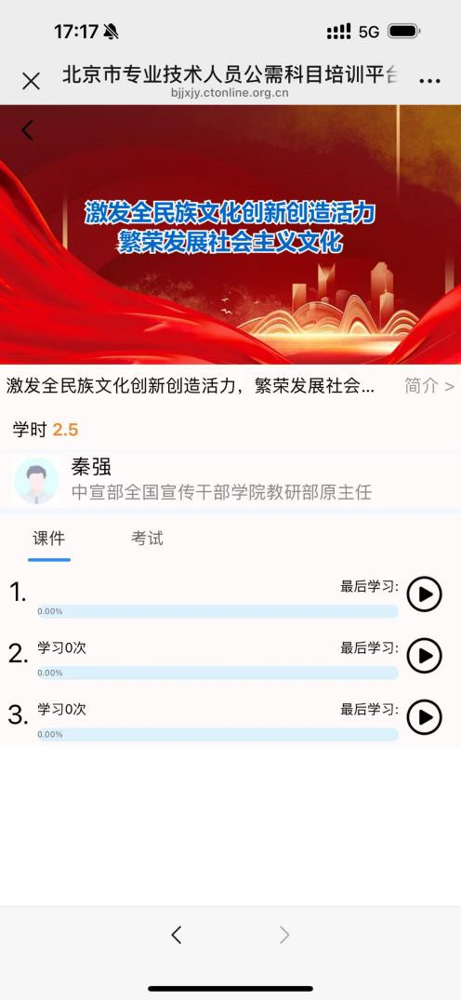 17:17
5G
北京市专业技术人员公需科目培训平台
bjjxjy.ctonline.org.cn
激发全民族文化创新创造活力
繁荣发展社会主义文化
激发全民族文化创新创造活力，繁荣发展社会... 简介 >
学时 2.5
秦强
中宣部全国宣传干部学院教研部原主任
课件 考试
1. 最后学习:
0.00%
2. 学习0次 最后学习:
0.00%
3. 学习0次 最后学习:
0.00%